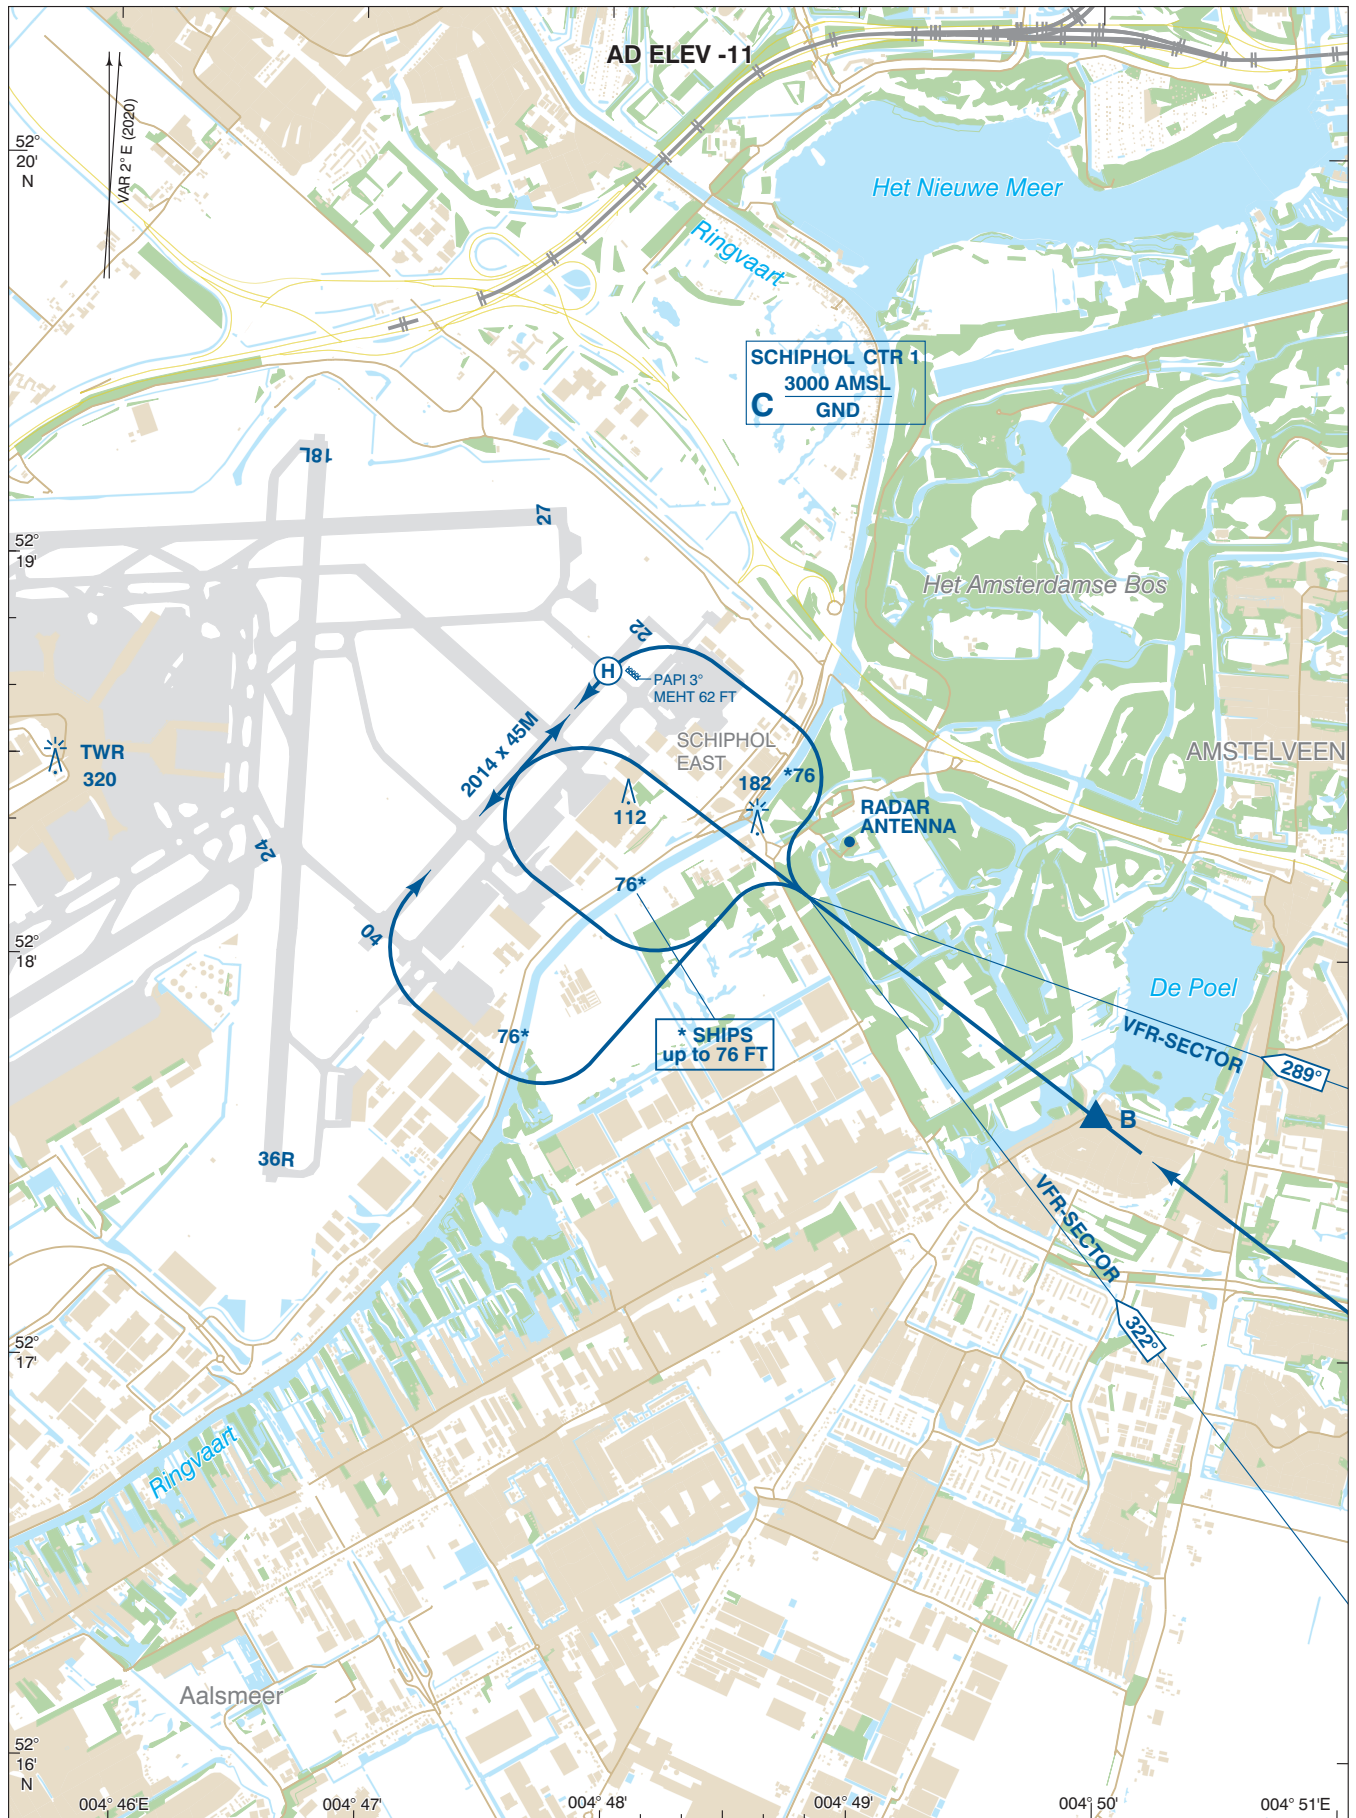 AD ELEV -11
VAR 2° E (2020)
52°
20'
N
Het Nieuwe Meer
Ringvaart
SCHIPHOL CTR 1
C
3000 AMSL
GND
18L
27
52°
19'
Het Amsterdamse Bos
22
H
PAPI 3°
MEHT 62 FT
2014 x 45M
SCHIPHOL
EAST
AMSTELVEEN
TWR
320
182
*76
112
RADAR
ANTENNA
24
76*
04
52°
18'
De Poel
VFR-SECTOR
289°
76*
* SHIPS
up to 76 FT
B
36R
VFR-SECTOR
322°
52°
17'
Ringvaart
Aalsmeer
52°
16'
N
004° 46'E
004° 47'
004° 48'
004° 49'
004° 50'
004° 51'E